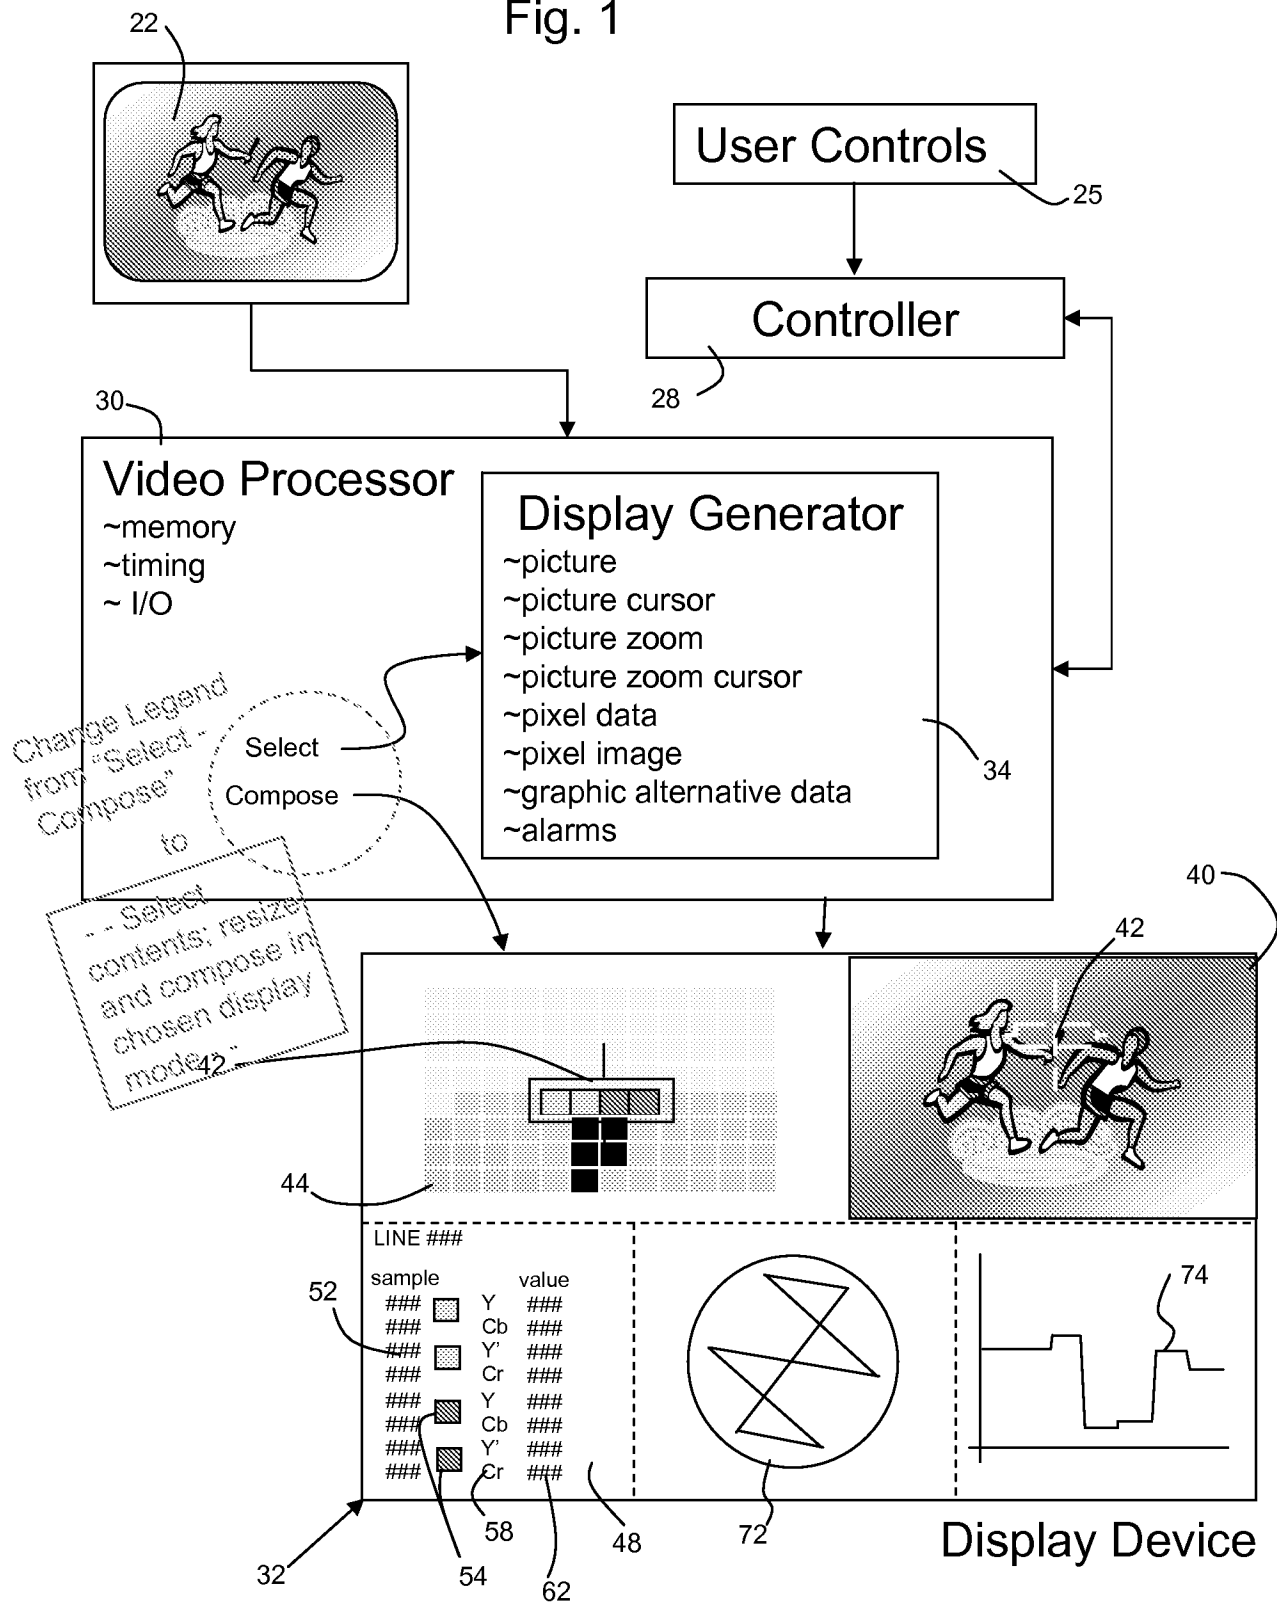 Fig. 1
22
User Controls
25
Controller
28
30
Video Processor
~memory
~timing
~ I/O
Display Generator
~picture
~picture cursor
~picture zoom
~picture zoom cursor
~pixel data
~pixel image
~graphic alternative data
~alarms
34
Change Legend
from "Select -
Compose"
to
- - Select
contents; resize
and compose in
chosen display
mode - -
Select
Compose
40
42
42
44
LINE ###
sample value
### Y ###
### Cb ###
### Y' ###
### Cr ###
### Y ###
### Cb ###
### Y' ###
### Cr ###
52
54
58
62
48
72
74
32
Display Device